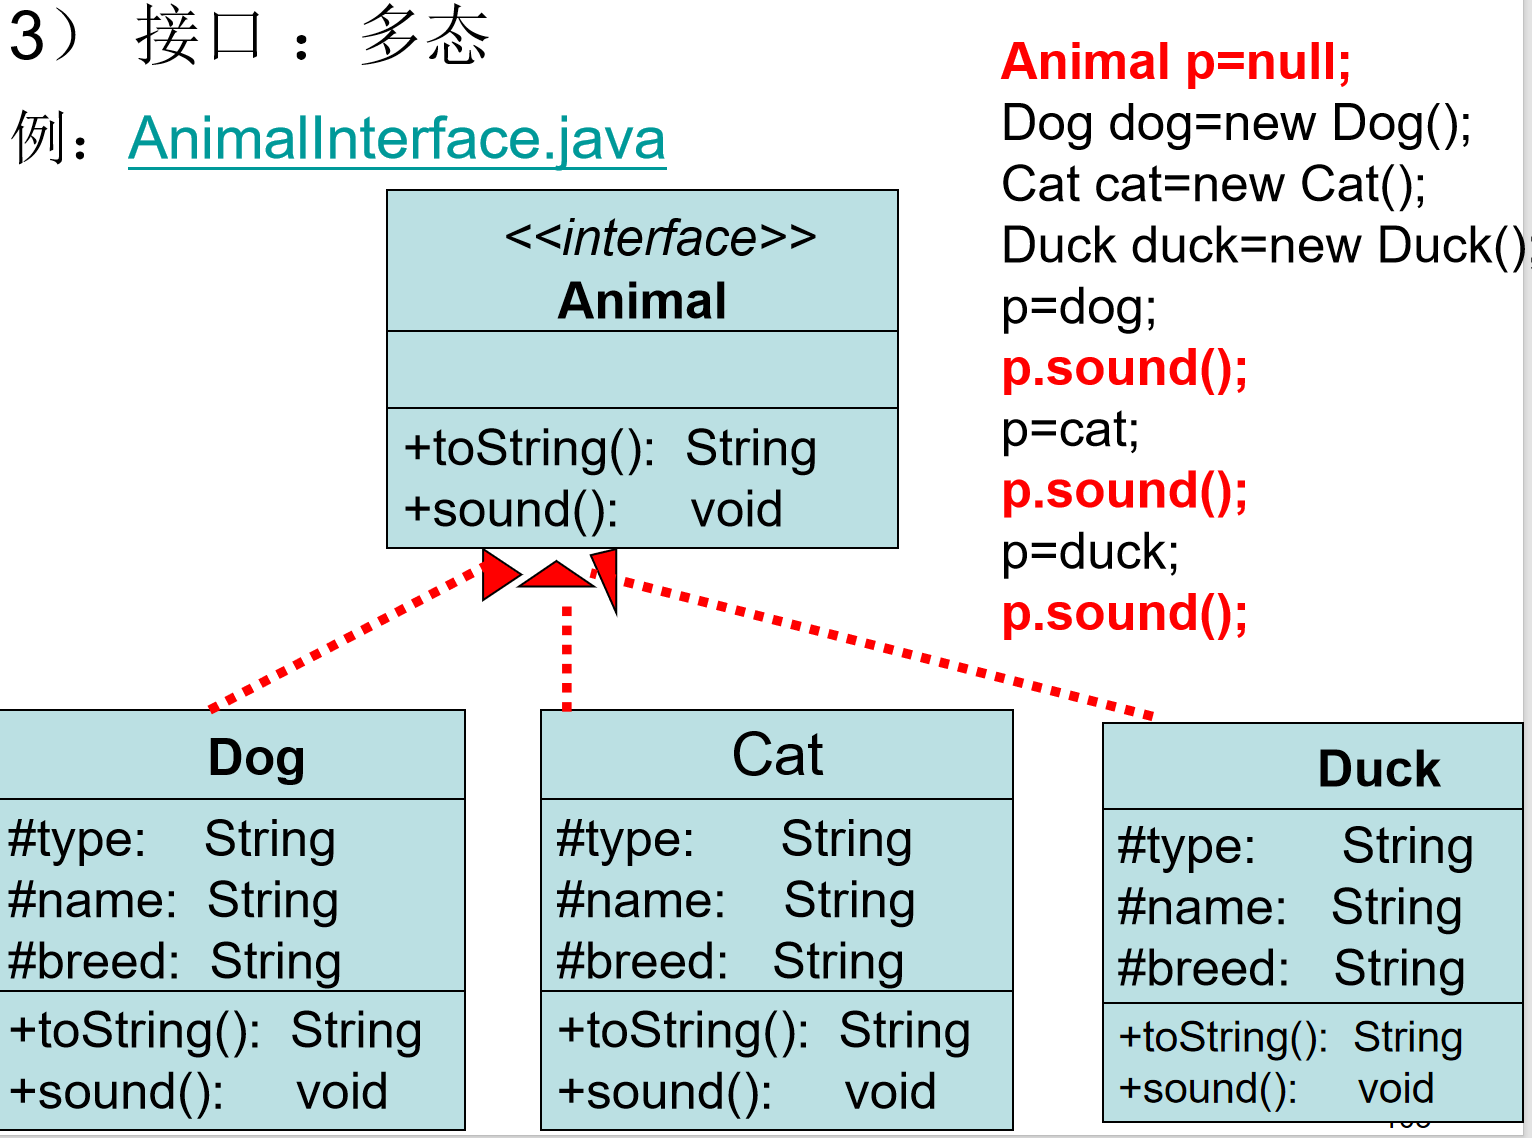 3） 接口 ：多态
例：AnimalInterface.java
Animal p=null;
Dog dog=new Dog();
Cat cat=new Cat();
Duck duck=new Duck();
p=dog;
p.sound();
p=cat;
p.sound();
p=duck;
p.sound();
<<interface>>
Animal
+toString(): String
+sound(): void
Dog
#type: String
#name: String
#breed: String
+toString(): String
+sound(): void
Cat
#type: String
#name: String
#breed: String
+toString(): String
+sound(): void
Duck
#type: String
#name: String
#breed: String
+toString(): String
+sound(): void